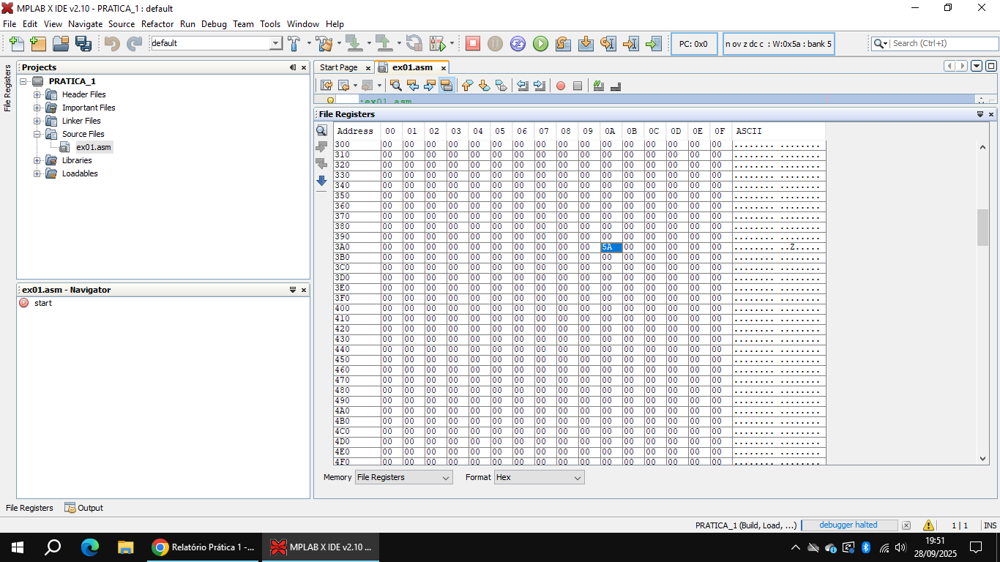 MPLAB X IDE v2.10 - PRATICA_1 : default
File Edit View Navigate Source Refactor Run Debug Team Tools Window Help
default
PC: 0x0
n ov z dc c : W:0x5a : bank 5
Search (Ctrl+I)
File Registers
Projects
PRATICA_1
Header Files
Important Files
Linker Files
Source Files
ex01.asm
Libraries
Loadables
ex01.asm - Navigator
start
Start Page
ex01.asm
;ex01.asm
File Registers
Address 00 01 02 03 04 05 06 07 08 09 0A 0B 0C 0D 0E 0F ASCII
300 00 00 00 00 00 00 00 00 00 00 00 00 00 00 00 00 ........ ........
310 00 00 00 00 00 00 00 00 00 00 00 00 00 00 00 00 ........ ........
320 00 00 00 00 00 00 00 00 00 00 00 00 00 00 00 00 ........ ........
330 00 00 00 00 00 00 00 00 00 00 00 00 00 00 00 00 ........ ........
340 00 00 00 00 00 00 00 00 00 00 00 00 00 00 00 00 ........ ........
350 00 00 00 00 00 00 00 00 00 00 00 00 00 00 00 00 ........ ........
360 00 00 00 00 00 00 00 00 00 00 00 00 00 00 00 00 ........ ........
370 00 00 00 00 00 00 00 00 00 00 00 00 00 00 00 00 ........ ........
380 00 00 00 00 00 00 00 00 00 00 00 00 00 00 00 00 ........ ........
390 00 00 00 00 00 00 00 00 00 00 00 00 00 00 00 00 ........ ........
3A0 00 00 00 00 00 00 00 00 00 00 5A 00 00 00 00 00 ........ ..Z.....
3B0 00 00 00 00 00 00 00 00 00 00 00 00 00 00 00 00 ........ ........
3C0 00 00 00 00 00 00 00 00 00 00 00 00 00 00 00 00 ........ ........
3D0 00 00 00 00 00 00 00 00 00 00 00 00 00 00 00 00 ........ ........
3E0 00 00 00 00 00 00 00 00 00 00 00 00 00 00 00 00 ........ ........
3F0 00 00 00 00 00 00 00 00 00 00 00 00 00 00 00 00 ........ ........
400 00 00 00 00 00 00 00 00 00 00 00 00 00 00 00 00 ........ ........
410 00 00 00 00 00 00 00 00 00 00 00 00 00 00 00 00 ........ ........
420 00 00 00 00 00 00 00 00 00 00 00 00 00 00 00 00 ........ ........
430 00 00 00 00 00 00 00 00 00 00 00 00 00 00 00 00 ........ ........
440 00 00 00 00 00 00 00 00 00 00 00 00 00 00 00 00 ........ ........
450 00 00 00 00 00 00 00 00 00 00 00 00 00 00 00 00 ........ ........
460 00 00 00 00 00 00 00 00 00 00 00 00 00 00 00 00 ........ ........
470 00 00 00 00 00 00 00 00 00 00 00 00 00 00 00 00 ........ ........
480 00 00 00 00 00 00 00 00 00 00 00 00 00 00 00 00 ........ ........
490 00 00 00 00 00 00 00 00 00 00 00 00 00 00 00 00 ........ ........
4A0 00 00 00 00 00 00 00 00 00 00 00 00 00 00 00 00 ........ ........
4B0 00 00 00 00 00 00 00 00 00 00 00 00 00 00 00 00 ........ ........
4C0 00 00 00 00 00 00 00 00 00 00 00 00 00 00 00 00 ........ ........
4D0 00 00 00 00 00 00 00 00 00 00 00 00 00 00 00 00 ........ ........
4E0 00 00 00 00 00 00 00 00 00 00 00 00 00 00 00 00 ........ ........
4F0 00 00 00 00 00 00 00 00 00 00 00 00 00 00 00 00 ........ ........
Memory File Registers Format Hex
File Registers Output
PRATICA_1 (Build, Load, ...) debugger halted 1 | 1 INS
Relatório Prática 1 -...
MPLAB X IDE v2.10 ...
19:51
28/09/2025